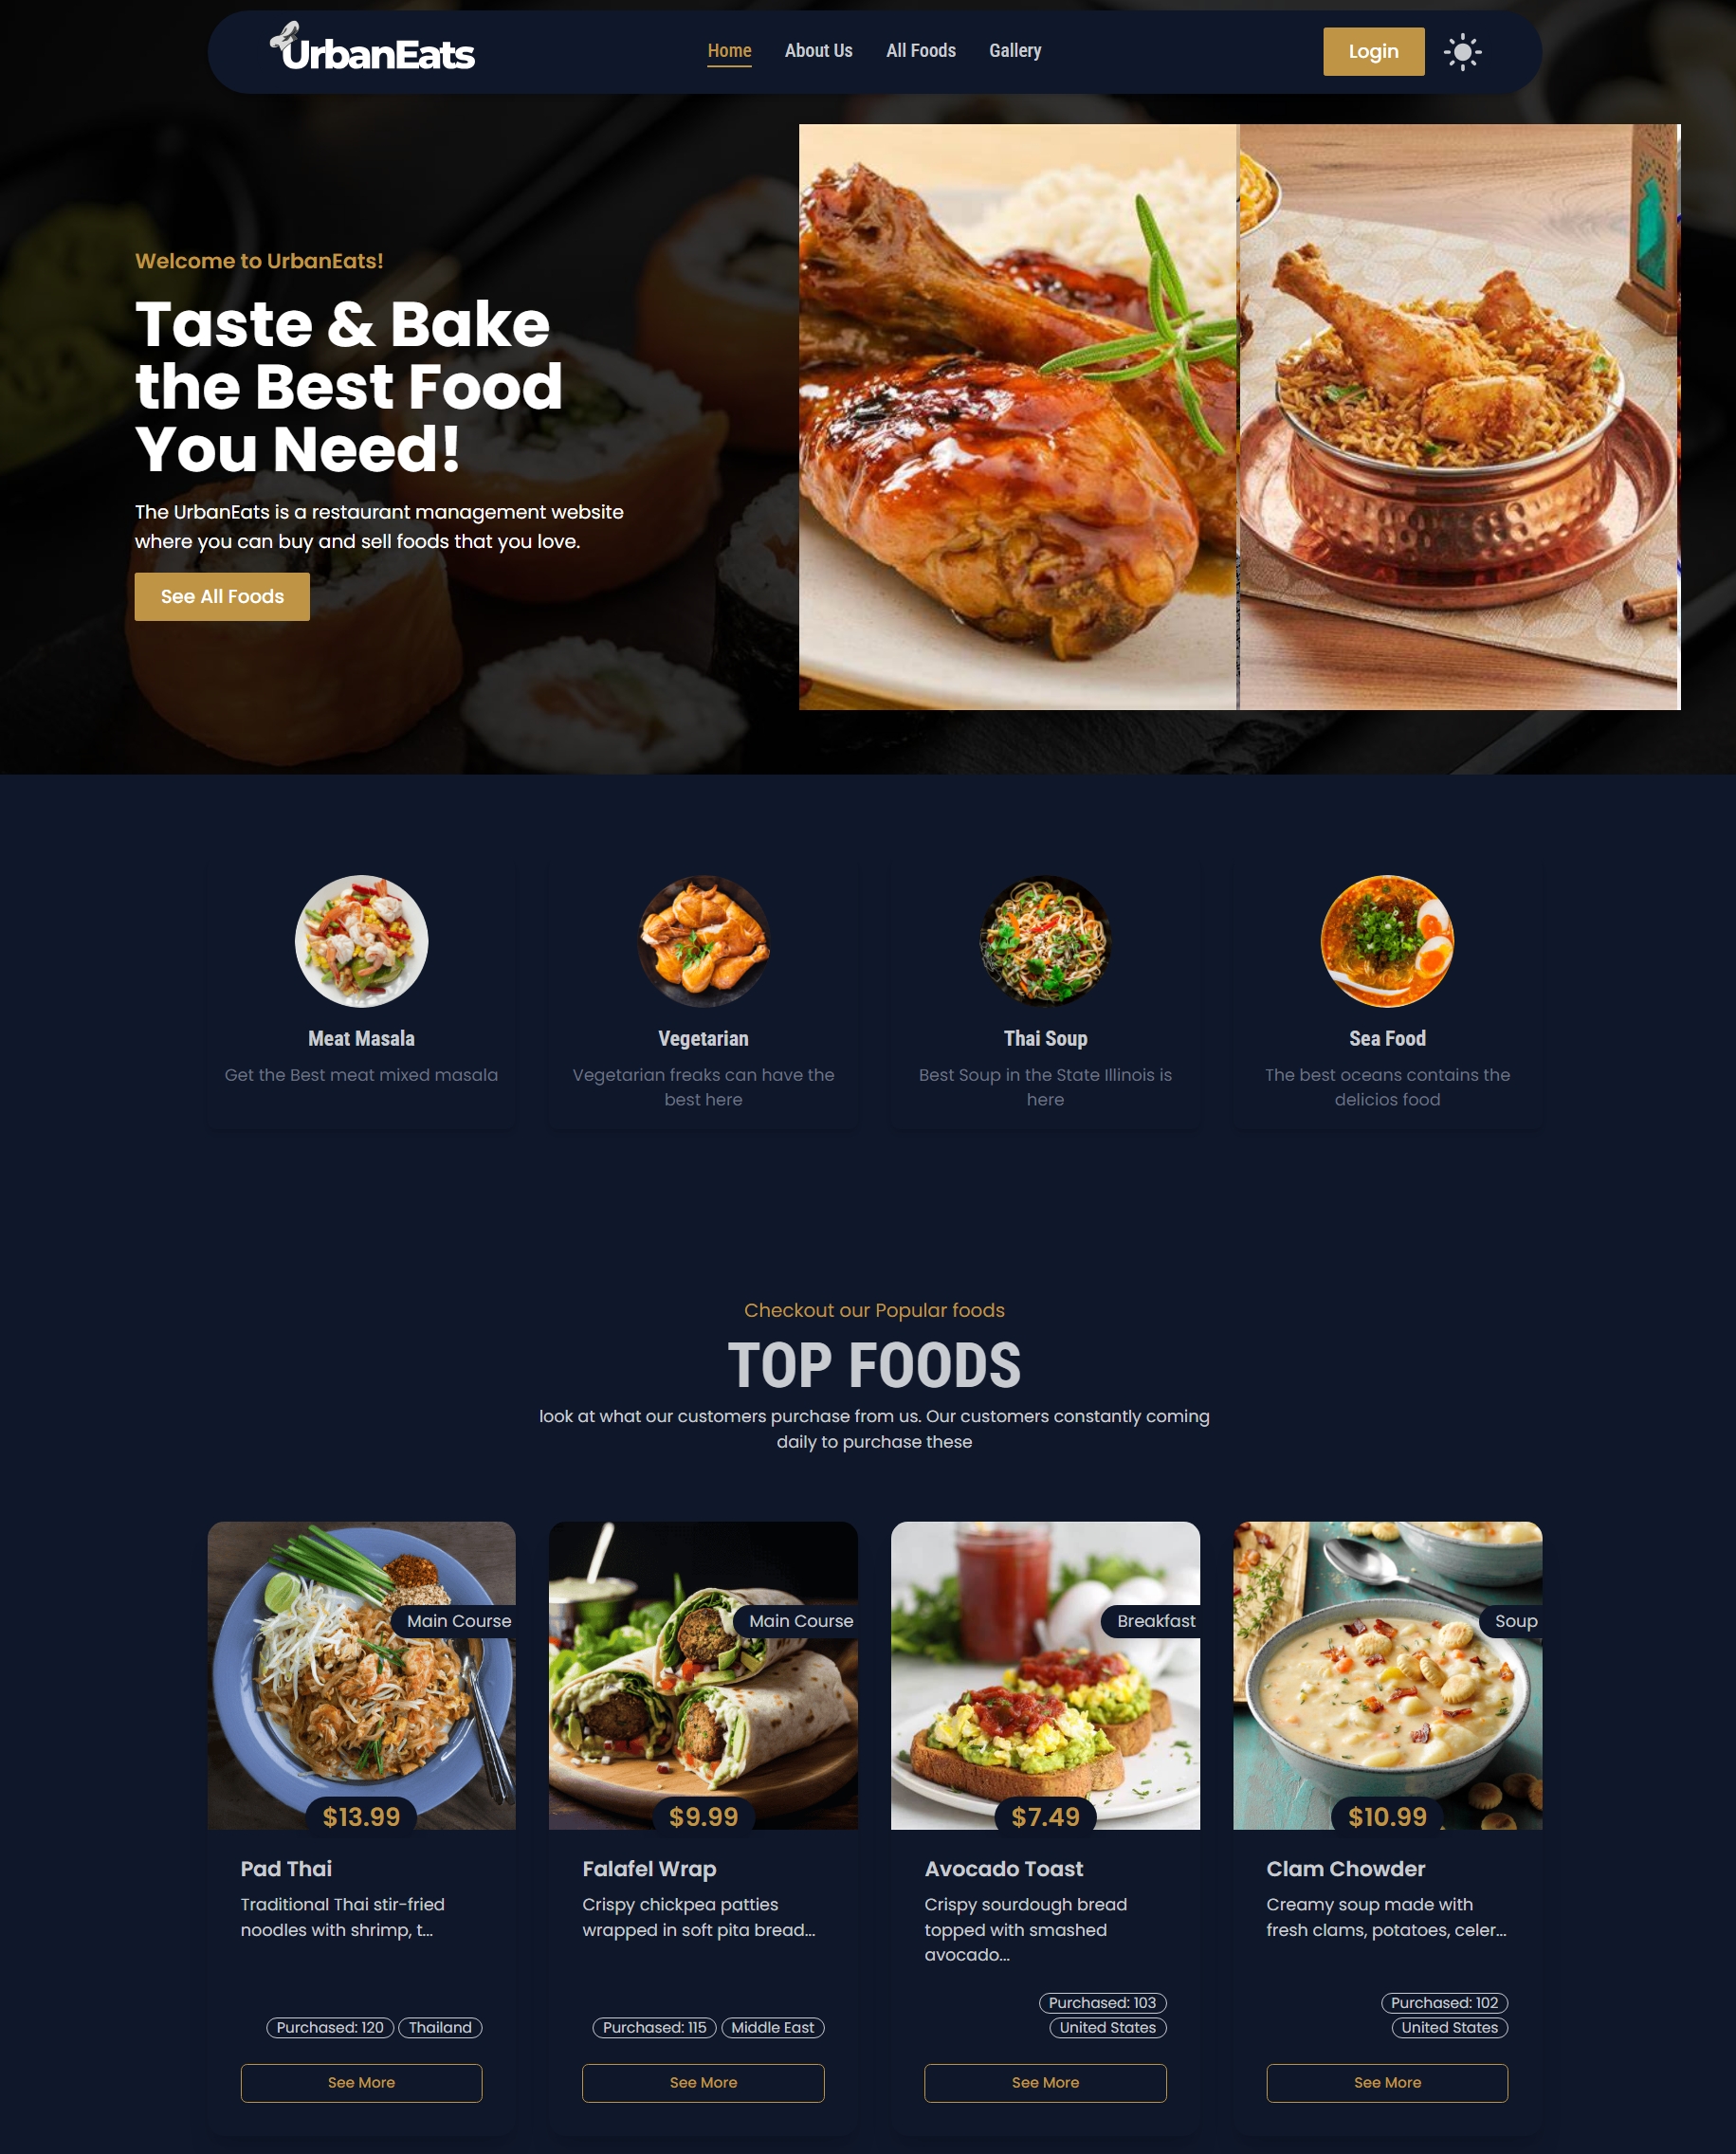 UrbanEats
Home
About Us
All Foods
Gallery
Login
Welcome to UrbanEats!
Taste & Bake
the Best Food
You Need!
The UrbanEats is a restaurant management website
where you can buy and sell foods that you love.
See All Foods
Meat Masala
Get the Best meat mixed masala
Vegetarian
Vegetarian freaks can have the
best here
Thai Soup
Best Soup in the State Illinois is
here
Sea Food
The best oceans contains the
delicios food
Checkout our Popular foods
TOP FOODS
look at what our customers purchase from us. Our customers constantly coming
daily to purchase these
Main Course
$13.99
Pad Thai
Traditional Thai stir-fried
noodles with shrimp, t...
Purchased: 120
Thailand
See More
Main Course
$9.99
Falafel Wrap
Crispy chickpea patties
wrapped in soft pita bread...
Purchased: 115
Middle East
See More
Breakfast
$7.49
Avocado Toast
Crispy sourdough bread
topped with smashed
avocado...
Purchased: 103
United States
See More
Soup
$10.99
Clam Chowder
Creamy soup made with
fresh clams, potatoes, celer...
Purchased: 102
United States
See More